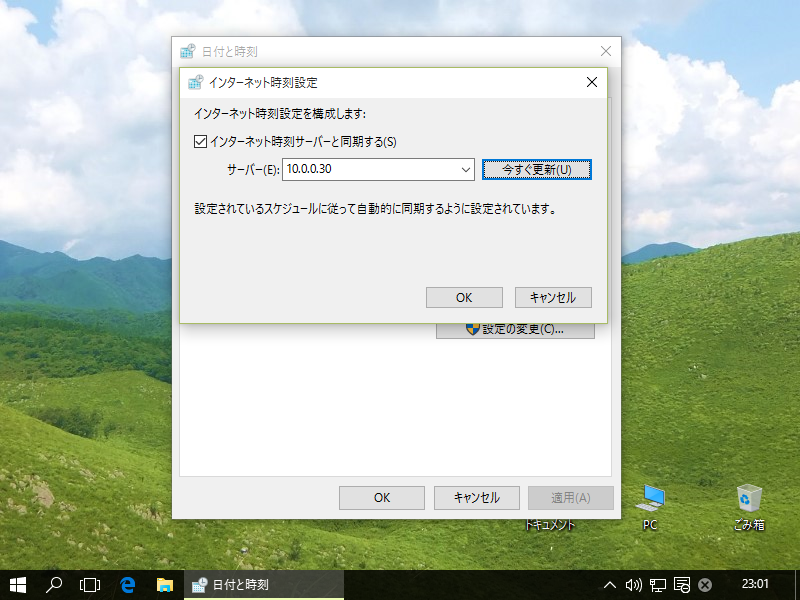 日付と時刻
インターネット時刻設定
インターネット時刻設定を構成します:
インターネット時刻サーバーと同期する(S)
サーバー(E): 10.0.0.30 今すぐ更新(U)
設定されているスケジュールに従って自動的に同期するように設定されています。
OK キャンセル
設定の変更(C)...
OK キャンセル 適用(A)
ドキュメント PC ごみ箱
日付と時刻 23:01